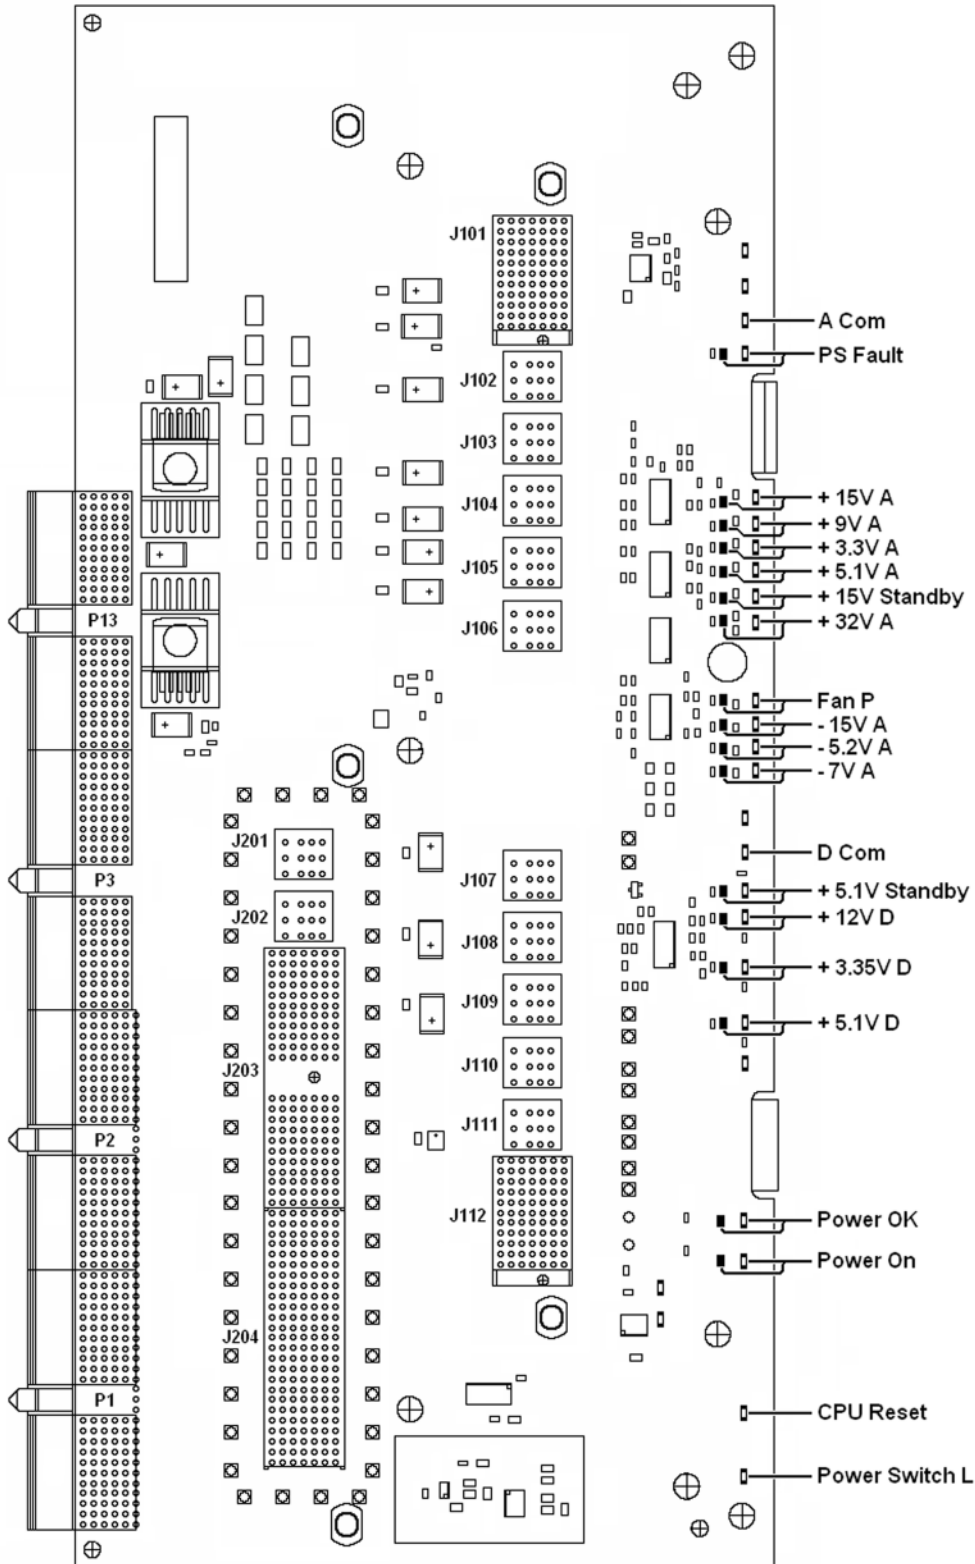 J101
A Com
PS Fault
J102
J103
+ 15V A
J104
+ 9V A
+ 3.3V A
J105
+ 5.1V A
+ 15V Standby
P13
+ 32V A
J106
Fan P
- 15V A
- 5.2V A
- 7V A
J201
D Com
P3
J107
+ 5.1V Standby
J202
+ 12V D
J108
+ 3.35V D
J109
+ 5.1V D
J203
J110
J111
P2
J112
Power OK
Power On
J204
P1
CPU Reset
Power Switch L